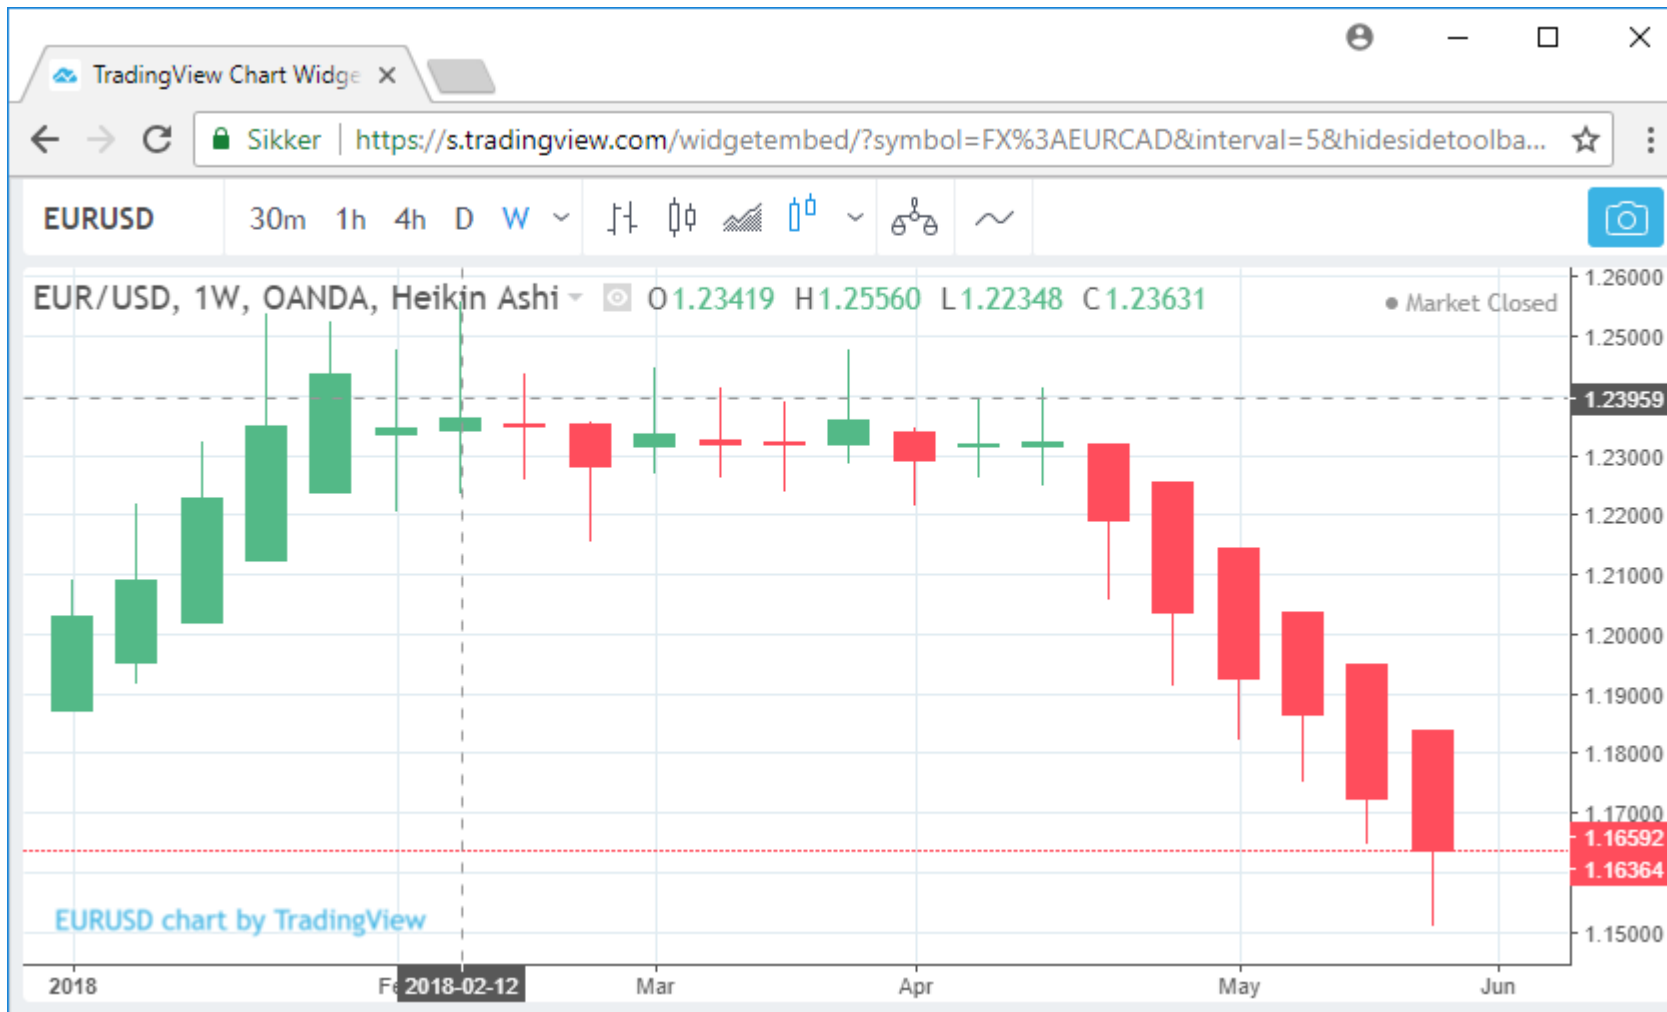 TradingView Chart Widge
Sikker https://s.tradingview.com/widgetembed/?symbol=FX%3AEURCAD&interval=5&hidesidetoolba...
EURUSD 30m 1h 4h D W
EUR/USD, 1W, OANDA, Heikin Ashi O1.23419 H1.25560 L1.22348 C1.23631
Market Closed
1.26000
1.25000
1.23959
1.23000
1.22000
1.21000
1.20000
1.19000
1.18000
1.17000
1.16592
1.16364
1.15000
EURUSD chart by TradingView
2018 Fe 2018-02-12 Mar Apr May Jun